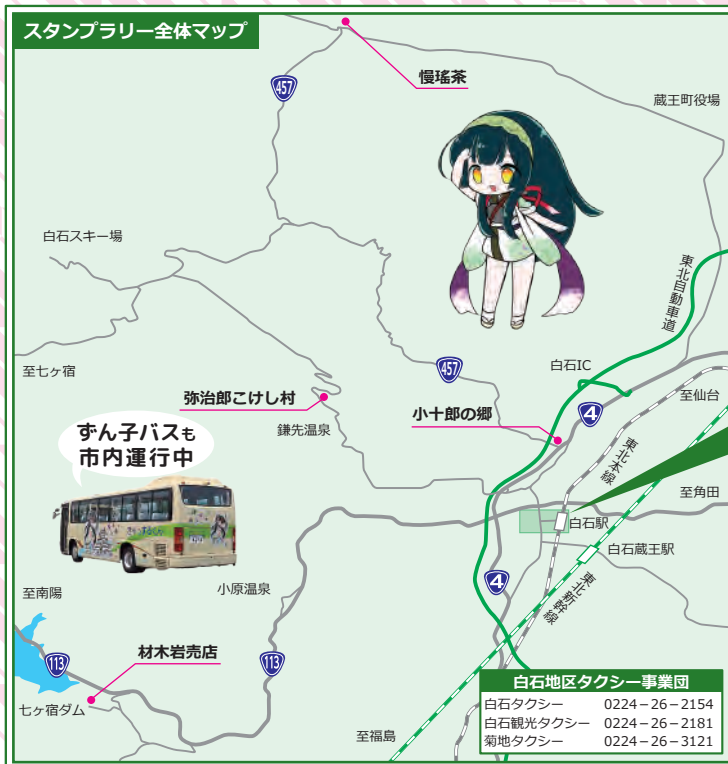 スタンプラリー全体マップ
慢瑤茶
457
蔵王町役場
白石スキー場
東北自動車道
至七ヶ宿
457
白石IC
弥治郎こけし村
小十郎の郷
4
至仙台
鎌先温泉
ずん子バスも
市内運行中
東北本線
至角田
白石駅
白石蔵王駅
至南陽
小原温泉
4
東北新幹線
113
材木岩売店
113
七ヶ宿ダム
至福島
白石地区タクシー事業団
白石タクシー 0224-26-2154
白石観光タクシー 0224-26-2181
菊地タクシー 0224-26-3121